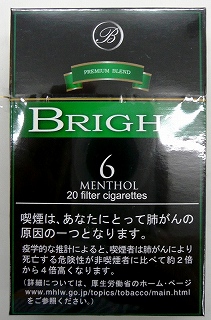 B
PREMIUM BLEND
BRIGHT
6
MENTHOL
20 filter cigarettes
喫煙は、あなたにとって肺がんの
原因の一つとなります。
疫学的な推計によると、喫煙者は肺がんにより
死亡する危険性が非喫煙者に比べて約2倍
から4倍高くなります。
(詳細については、厚生労働省のホーム・ページ
www.mhlw.go.jp/topics/tobacco/main.html
をご参照ください。)